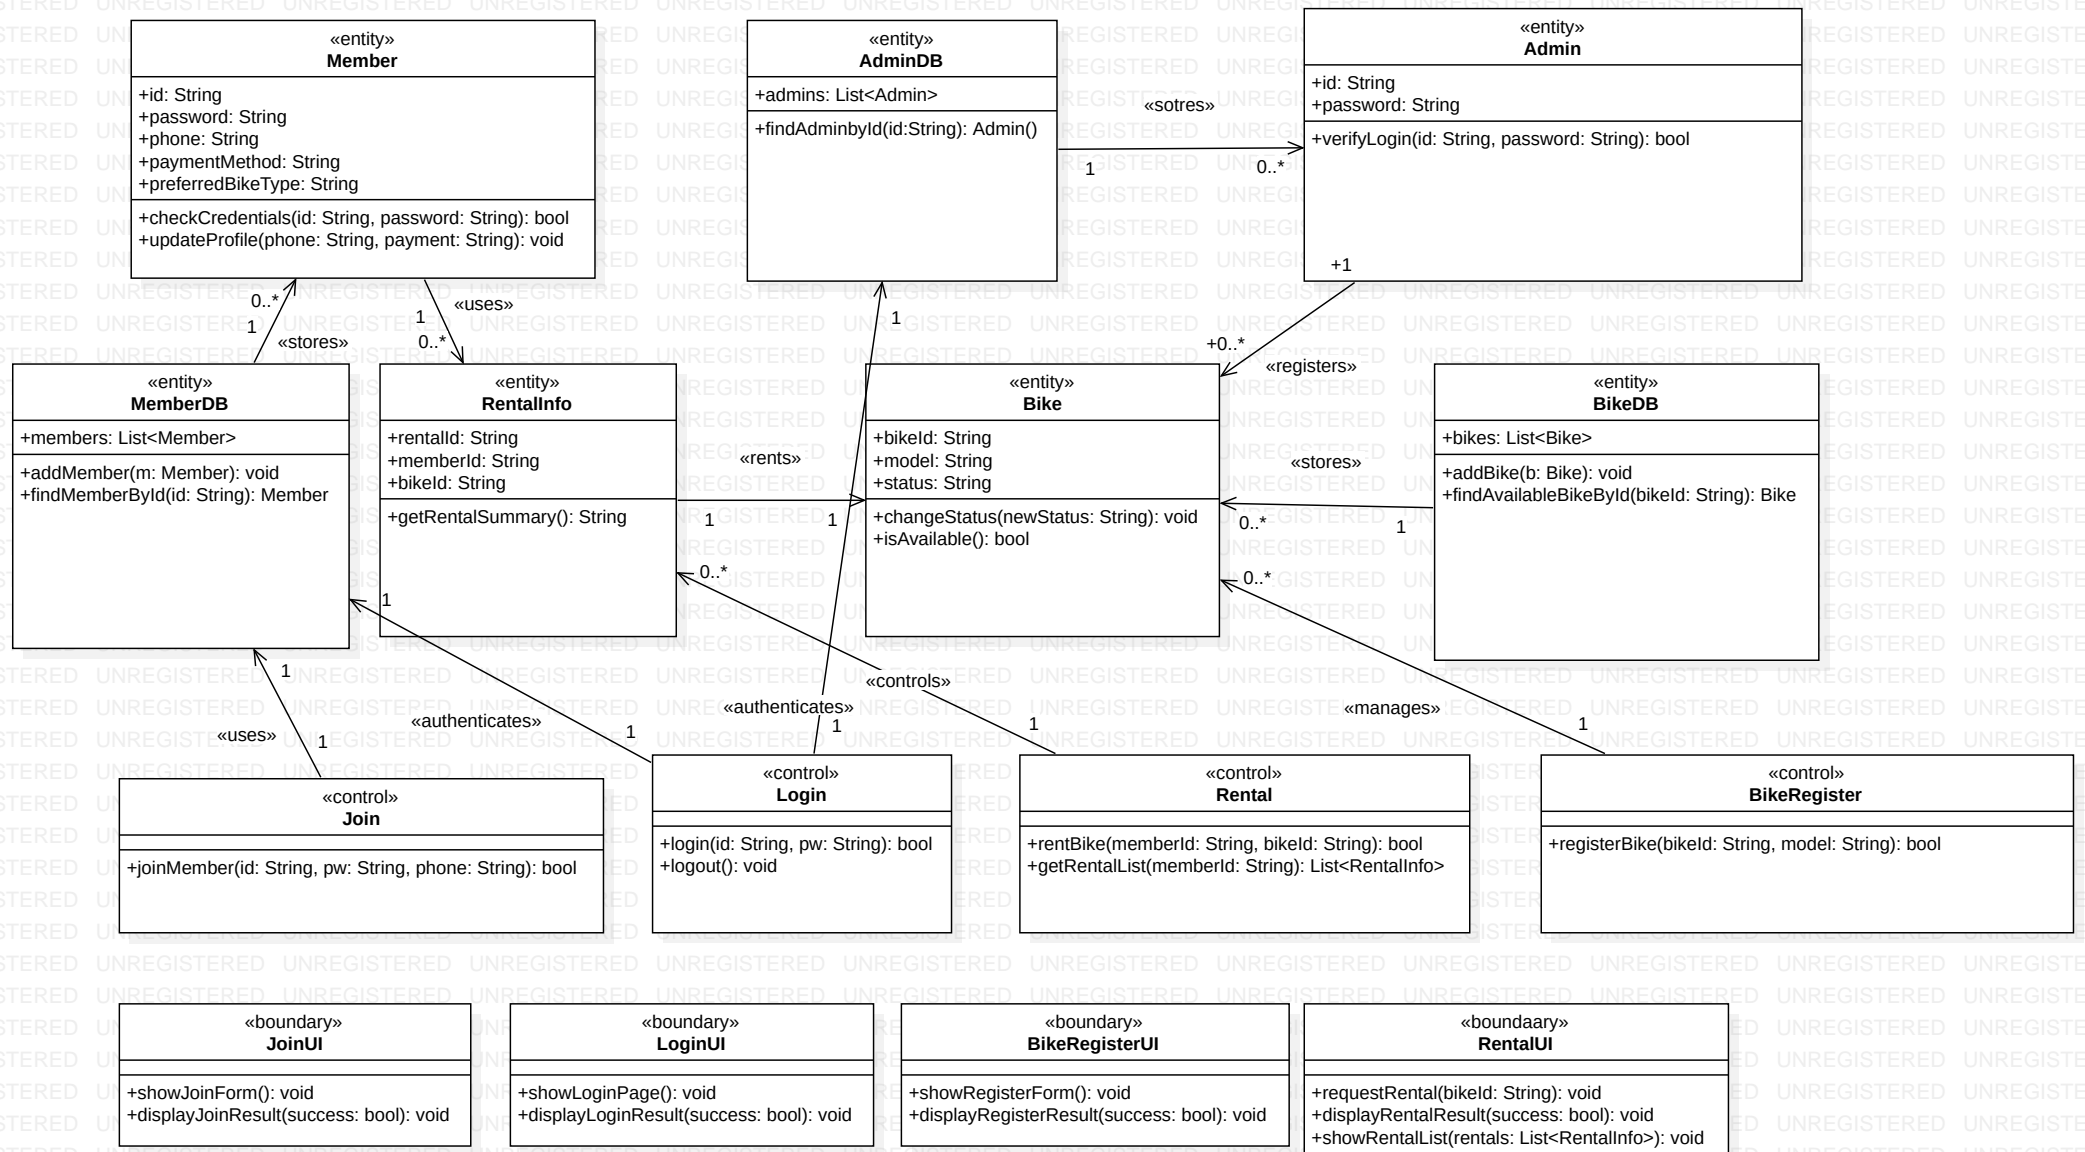 «entity»
Member
+id: String
+password: String
+phone: String
+paymentMethod: String
+preferredBikeType: String
+checkCredentials(id: String, password: String): bool
+updateProfile(phone: String, payment: String): void
«entity»
AdminDB
+admins: List<Admin>
+findAdminbyId(id:String): Admin()
«sotres»
1
0..*
«entity»
Admin
+id: String
+password: String
+verifyLogin(id: String, password: String): bool
+1
+0..*
«registers»
0..*
1
«stores»
«uses»
1
0..*
1
«entity»
MemberDB
+members: List<Member>
+addMember(m: Member): void
+findMemberById(id: String): Member
«entity»
RentalInfo
+rentalId: String
+memberId: String
+bikeId: String
+getRentalSummary(): String
«rents»
1
1
«entity»
Bike
+bikeId: String
+model: String
+status: String
+changeStatus(newStatus: String): void
+isAvailable(): bool
«stores»
0..*
1
«entity»
BikeDB
+bikes: List<Bike>
+addBike(b: Bike): void
+findAvailableBikeById(bikeId: String): Bike
1
0..*
0..*
1
«uses»
1
«authenticates»
1
«authenticates»
1
«controls»
1
«manages»
1
«control»
Join
+joinMember(id: String, pw: String, phone: String): bool
«control»
Login
+login(id: String, pw: String): bool
+logout(): void
«control»
Rental
+rentBike(memberId: String, bikeId: String): bool
+getRentalList(memberId: String): List<RentalInfo>
«control»
BikeRegister
+registerBike(bikeId: String, model: String): bool
«boundary»
JoinUI
+showJoinForm(): void
+displayJoinResult(success: bool): void
«boundary»
LoginUI
+showLoginPage(): void
+displayLoginResult(success: bool): void
«boundary»
BikeRegisterUI
+showRegisterForm(): void
+displayRegisterResult(success: bool): void
«boundaary»
RentalUI
+requestRental(bikeId: String): void
+displayRentalResult(success: bool): void
+showRentalList(rentals: List<RentalInfo>): void
UNREGISTERED